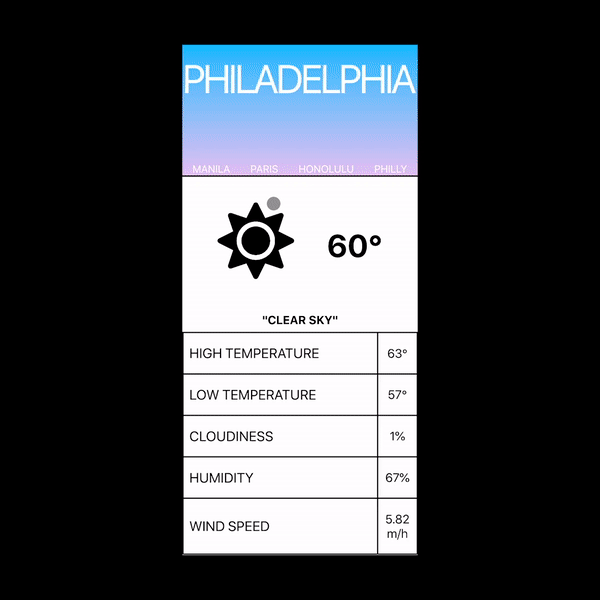 PHILADELPHIA
MANILA PARIS HONOLULU PHILLY
60°
"CLEAR SKY"
HIGH TEMPERATURE 63°
LOW TEMPERATURE 57°
CLOUDINESS 1%
HUMIDITY 67%
WIND SPEED 5.82
m/h